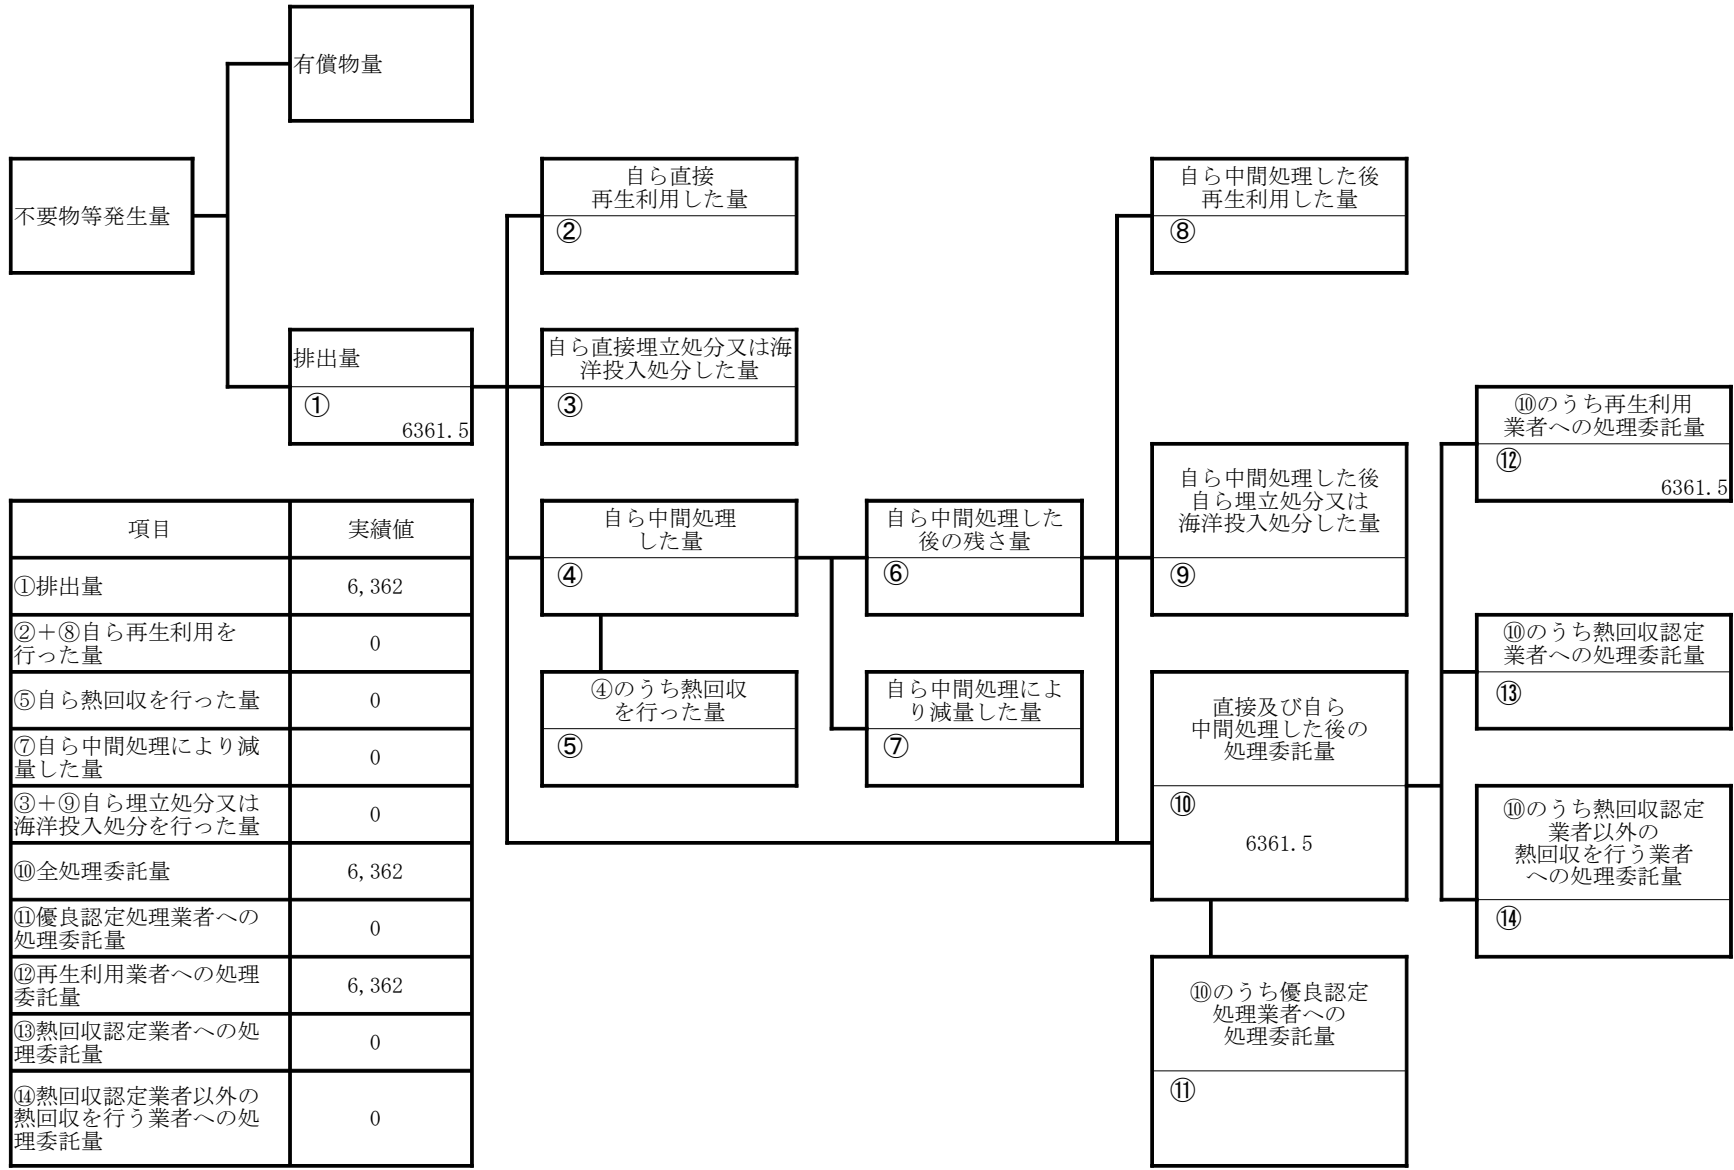 有償物量
不要物等発生量
自ら直接
再生利用した量
②
自ら中間処理した後
再生利用した量
⑧
排出量
①
6361.5
自ら直接埋立処分又は海
洋投入処分した量
③
⑩のうち再生利用
業者への処理委託量
⑫
6361.5
自ら中間処理
した量
④
自ら中間処理した
後の残さ量
⑥
自ら中間処理した後
自ら埋立処分又は
海洋投入処分した量
⑨
⑩のうち熱回収認定
業者への処理委託量
⑬
④のうち熱回収
を行った量
⑤
自ら中間処理によ
り減量した量
⑦
直接及び自ら
中間処理した後の
処理委託量
⑩
6361.5
⑩のうち熱回収認定
業者以外の
熱回収を行う業者
への処理委託量
⑭
⑩のうち優良認定
処理業者への
処理委託量
⑪
項目 実績値
①排出量 6,362
②＋⑧自ら再生利用を
行った量 0
⑤自ら熱回収を行った量 0
⑦自ら中間処理により減
量した量 0
③＋⑨自ら埋立処分又は
海洋投入処分を行った量 0
⑩全処理委託量 6,362
⑪優良認定処理業者への
処理委託量 0
⑫再生利用業者への処理
委託量 6,362
⑬熱回収認定業者への処
理委託量 0
⑭熱回収認定業者以外の
熱回収を行う業者への処
理委託量 0